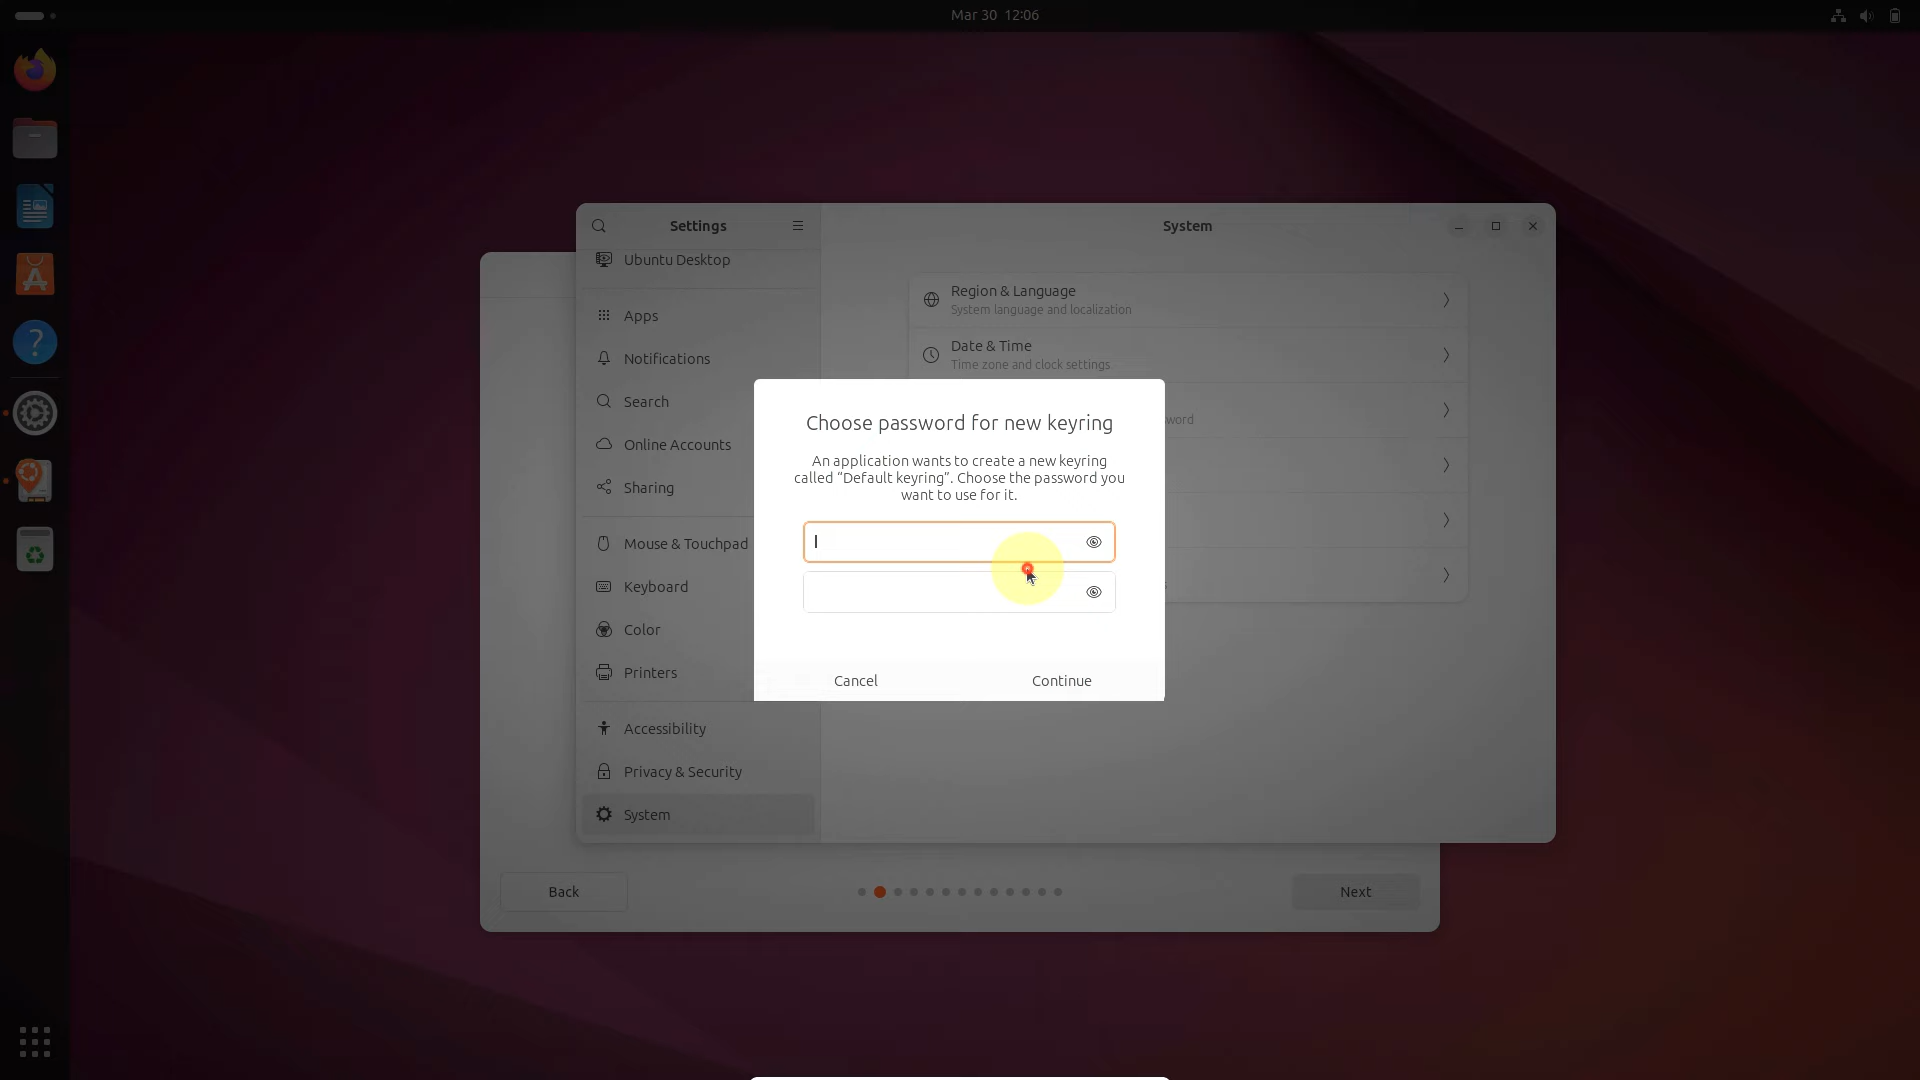 Mar 30 12:06
Settings
System
Ubuntu Desktop
Apps
Notifications
Search
Online Accounts
Sharing
Mouse & Touchpad
Keyboard
Color
Printers
Accessibility
Privacy & Security
System
Region & Language
System language and localization
Date & Time
Time zone and clock settings
Choose password for new keyring
An application wants to create a new keyring
called “Default keyring”. Choose the password you
want to use for it.
Cancel
Continue
Back
Next